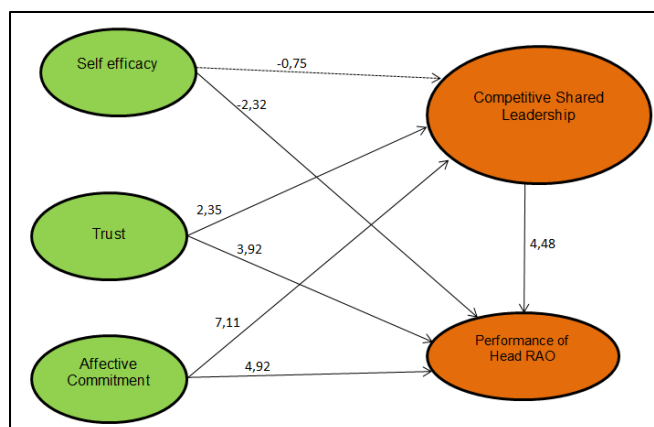 Self efficacy
-0,75
Competitive Shared
Leadership
-2,32
2,35
Trust
3,92
4,48
7,11
Performance of
Head RAO
Affective
Commitment
4,92